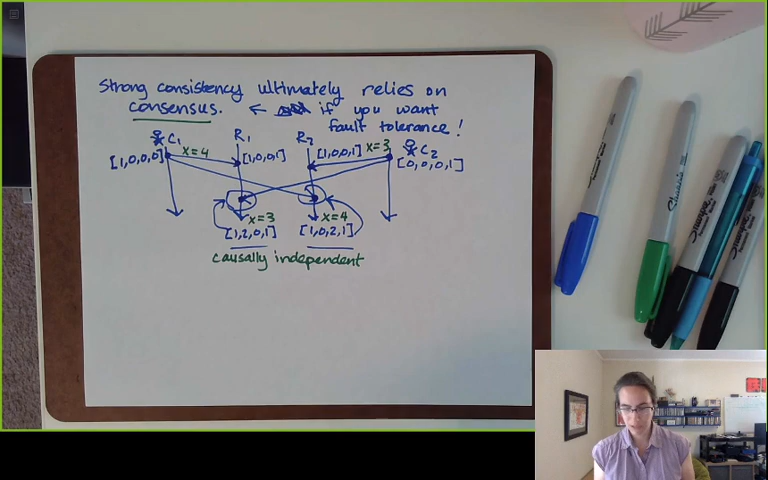 Strong consistency ultimately relies on
consensus. ← if you want
fault tolerance!
C1 R1 R2 C2
[1,0,0,0] x=4 [1,0,0,1] [1,0,0,1] x=3 [0,0,0,1]
x=3 x=4
[1,2,0,1] [1,0,2,1]
causally independent
Sharpie